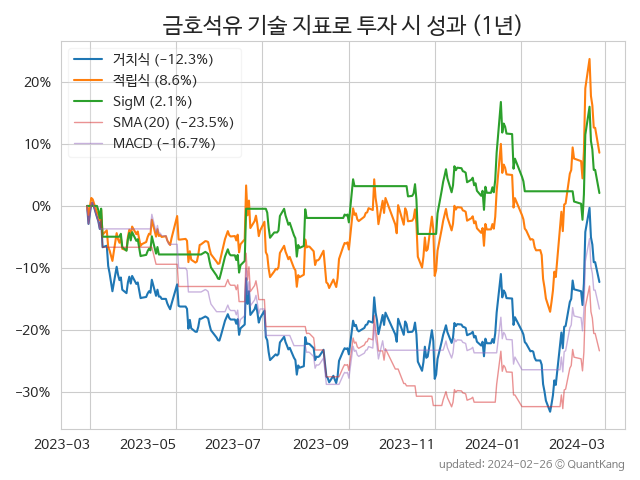 금호석유 기술 지표로 투자 시 성과 (1년)
거치식 (−12.3%)
적립식 (8.6%)
SigM (2.1%)
SMA(20) (−23.5%)
MACD (−16.7%)
20%
10%
0%
−10%
−20%
−30%
2023−03 2023−05 2023−07 2023−09 2023−11 2024−01 2024−03
updated: 2024−02−26 © QuantKang